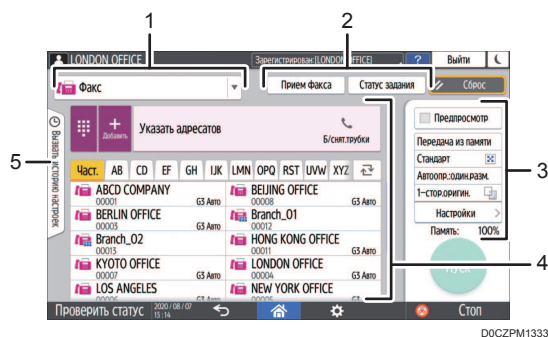 1
2
LONDON OFFICE
Зарегистрирован:[LONDON OFFICE]
?
Выйти
Факс
Прием факса
Статус задания
Сброс
Вызвать историю настроек
Добавить
Указать адресатов
Б/снят.трубки
Предпросмотр
Передача из памяти
Стандарт
Автоопр.:один.разм.
1-стор.оригин.
Настройки
Память: 100%
Пуск
5
3
4
Част. AB CD EF GH IJK LMN OPQ RST UVW XYZ
ABCD COMPANY
00001 G3 Авто
BEIJING OFFICE
00008 G3 Авто
BERLIN OFFICE
00003 G3 Авто
Branch_01
00012
Branch_02
00013
HONG KONG OFFICE
00011 G3 Авто
KYOTO OFFICE
00007 G3 Авто
LONDON OFFICE
00004 G3 Авто
LOS ANGELES
NEW YORK OFFICE
Проверить статус
2020/08/07
15:14
Стоп
D0CZPM1333